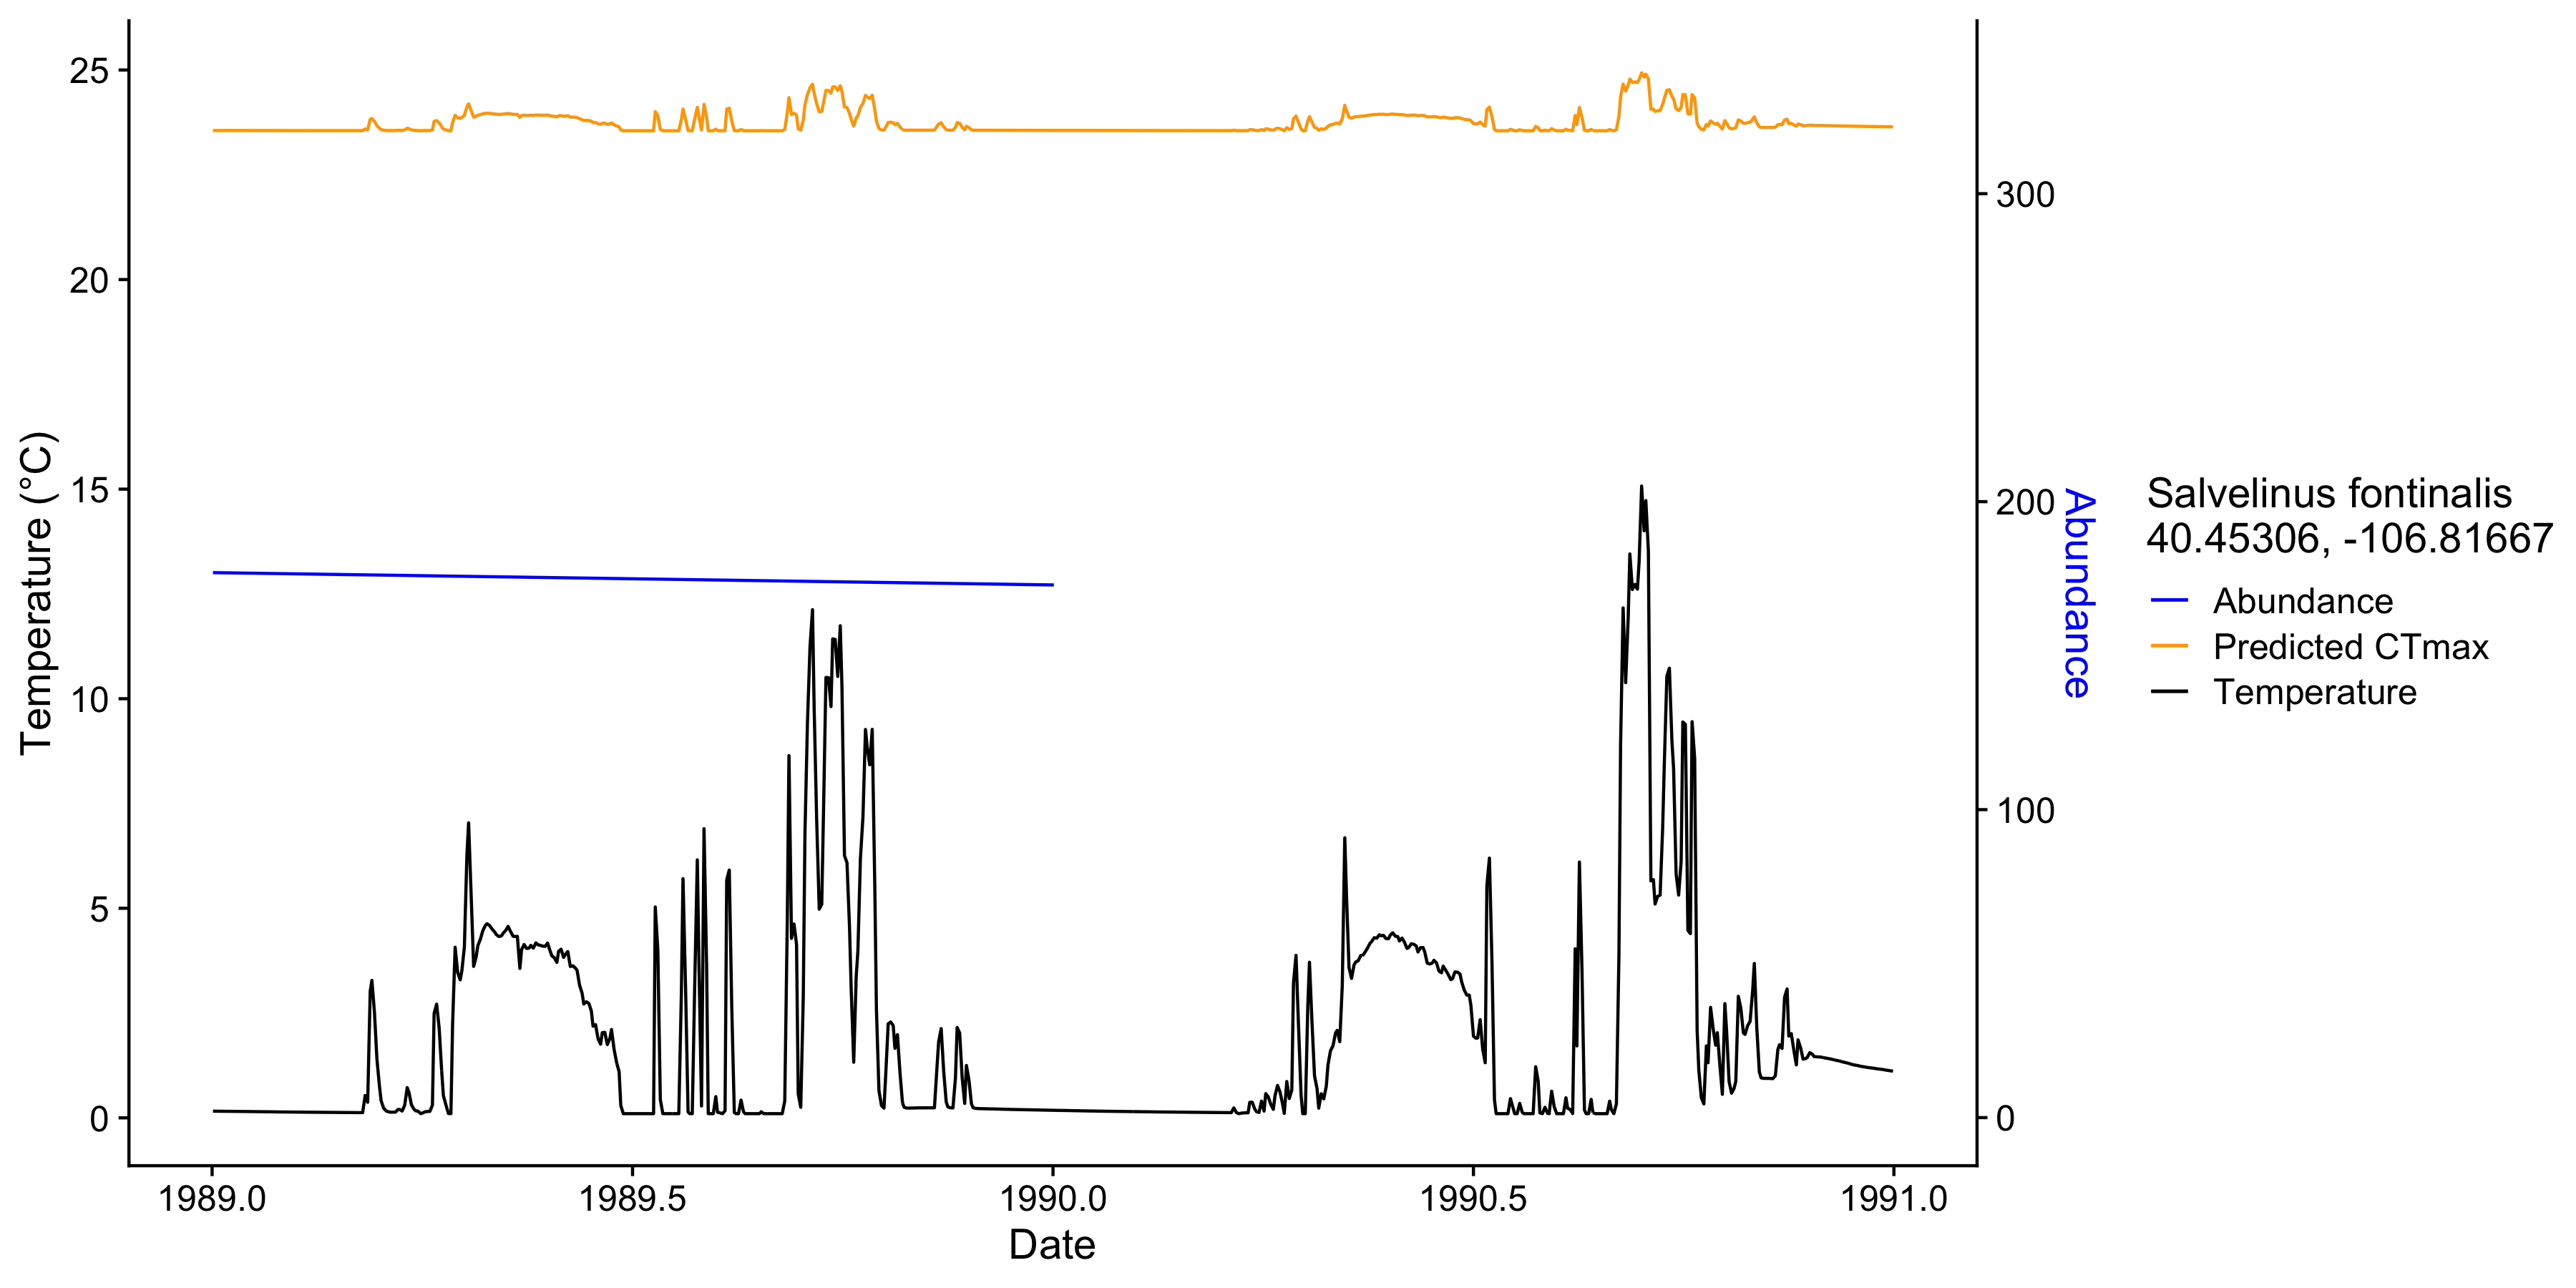 25
20
15
10
5
0
Temperature (°C)
300
200
100
0
Abundance
1989.0
1989.5
1990.0
1990.5
1991.0
Date
Salvelinus fontinalis
40.45306, -106.81667
Abundance
Predicted CTmax
Temperature